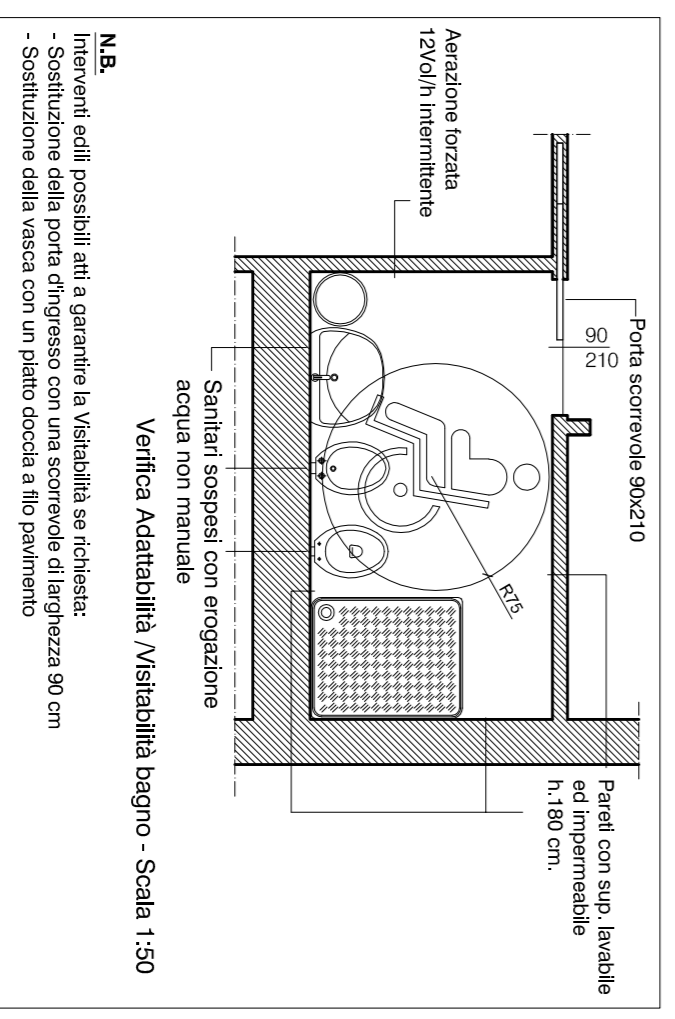 Porta scorrevole 90x210
90
210
Pareti con sup. lavabile
ed impermeabile
h.180 cm.
R75
Aerazione forzata
12Vol/h intermittente
Sanitari sospesi con erogazione
acqua non manuale
Verifica Adattabilità /Visitabilità bagno - Scala 1:50
N.B.
Interventi edili possibili atti a garantire la Visitabilità se richiesta:
- Sostituzione della porta d'ingresso con una scorrevole di larghezza 90 cm
- Sostituzione della vasca con un piatto doccia a filo pavimento